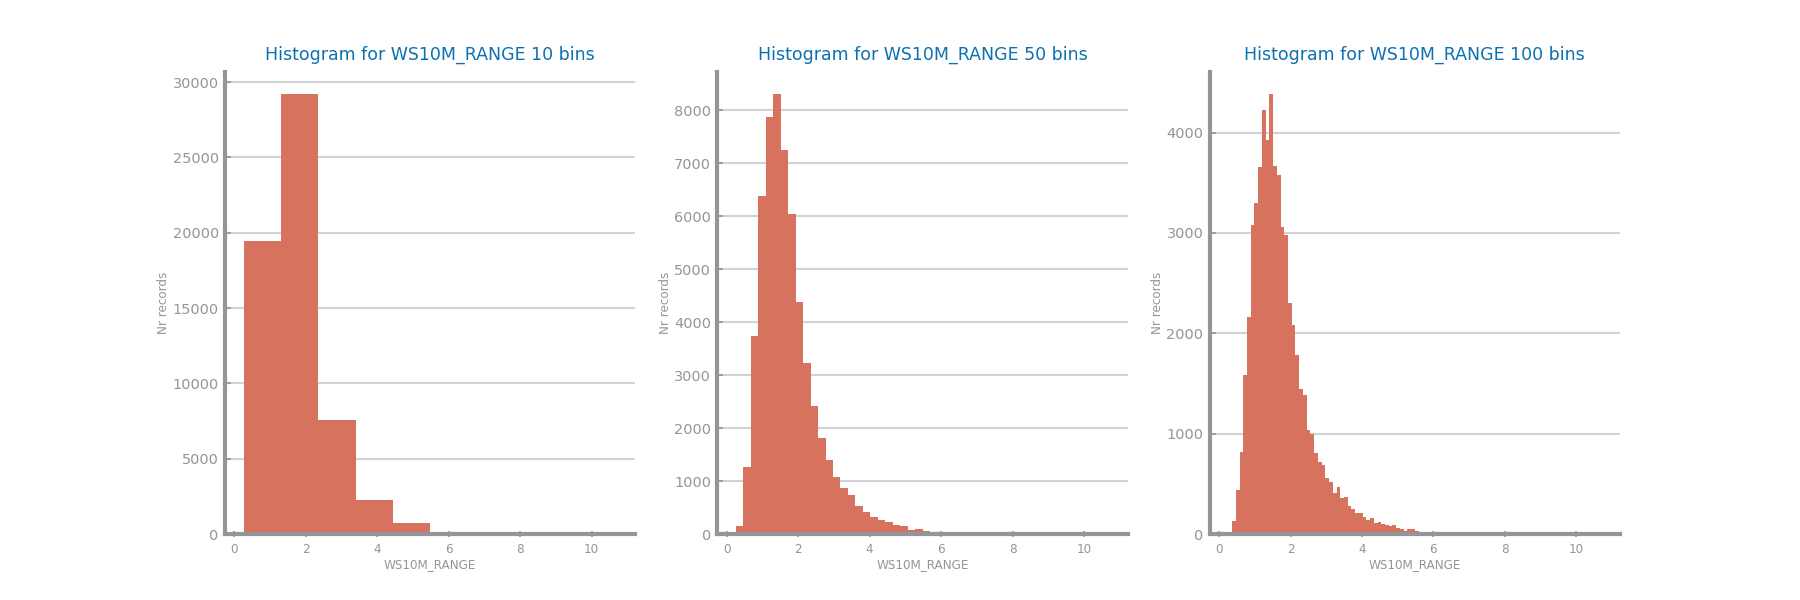 Histogram for WS10M_RANGE 10 bins
30000
25000
20000
15000
10000
5000
0
Nr records
0 2 4 6 8 10
WS10M_RANGE
Histogram for WS10M_RANGE 50 bins
8000
7000
6000
5000
4000
3000
2000
1000
0
Nr records
0 2 4 6 8 10
WS10M_RANGE
Histogram for WS10M_RANGE 100 bins
4000
3000
2000
1000
0
Nr records
0 2 4 6 8 10
WS10M_RANGE